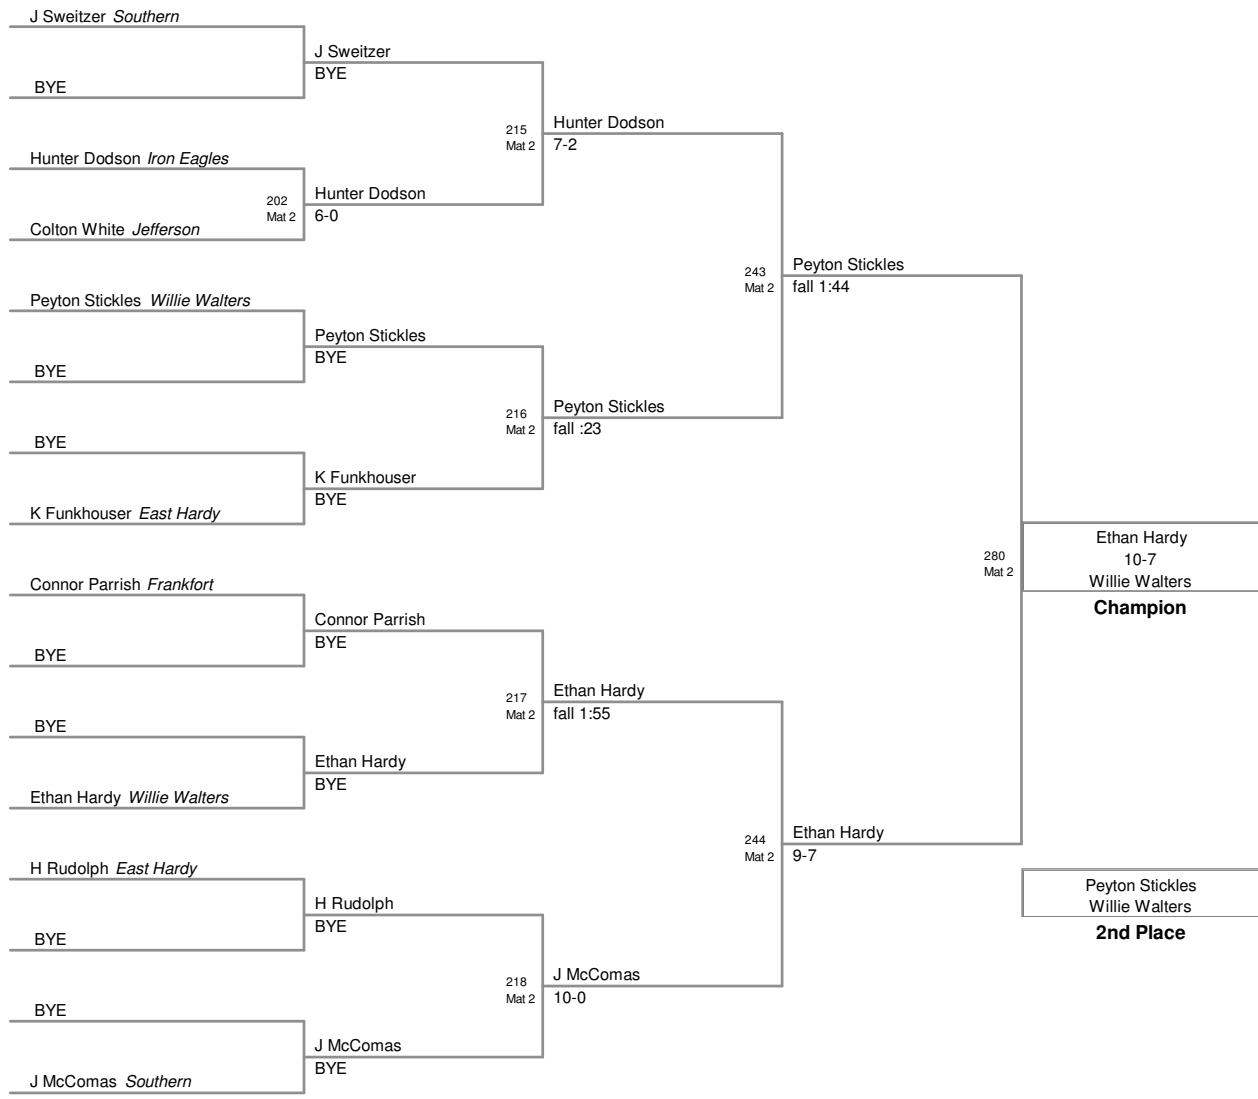 J Sweitzer Southern
BYE
J Sweitzer
BYE
Hunter Dodson Iron Eagles
Colton White Jefferson
202
Mat 2
Hunter Dodson
6-0
215
Mat 2
Hunter Dodson
7-2
Peyton Stickles Willie Walters
BYE
Peyton Stickles
BYE
BYE
K Funkhouser East Hardy
K Funkhouser
BYE
216
Mat 2
Peyton Stickles
fall :23
243
Mat 2
Peyton Stickles
fall 1:44
Connor Parrish Frankfort
BYE
Connor Parrish
BYE
BYE
Ethan Hardy Willie Walters
Ethan Hardy
BYE
217
Mat 2
Ethan Hardy
fall 1:55
H Rudolph East Hardy
BYE
H Rudolph
BYE
BYE
J McComas Southern
J McComas
BYE
218
Mat 2
J McComas
10-0
244
Mat 2
Ethan Hardy
9-7
280
Mat 2
Ethan Hardy
10-7
Willie Walters
Champion
Peyton Stickles
Willie Walters
2nd Place